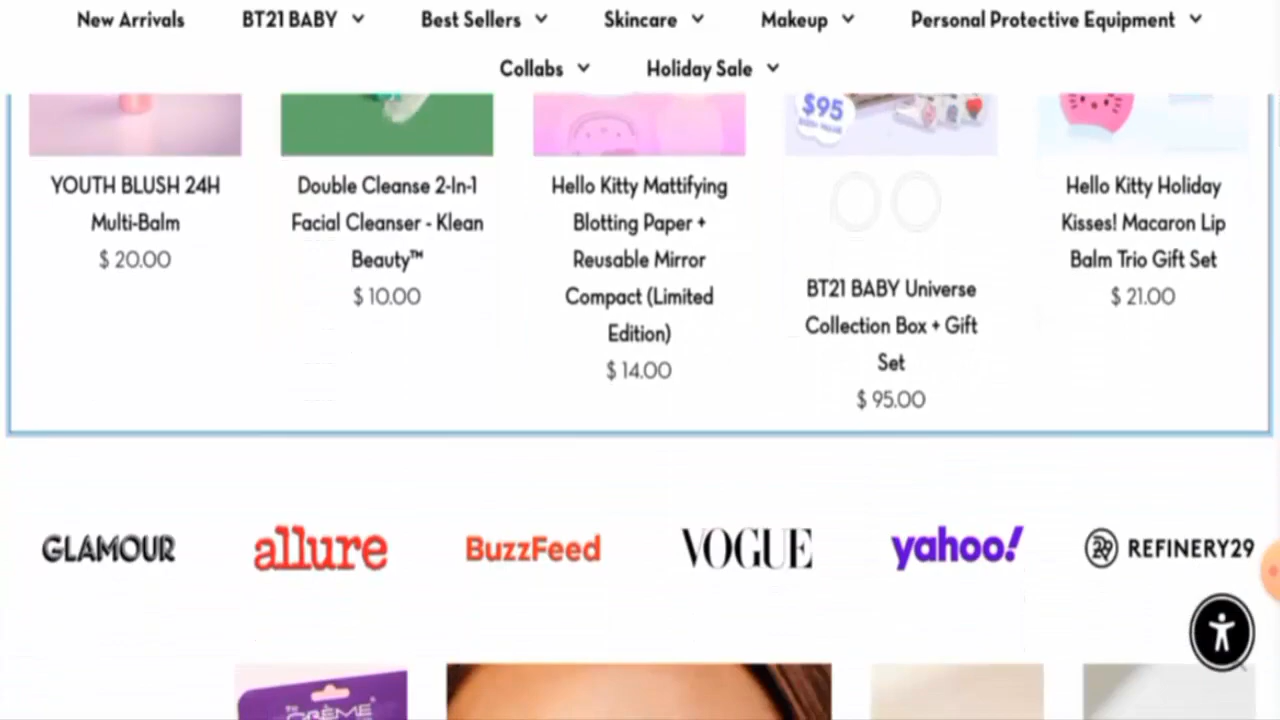 New Arrivals BT21 BABY Best Sellers Skincare Makeup Personal Protective Equipment
Collabs Holiday Sale
$95
YOUTH BLUSH 24H
Multi-Balm
$ 20.00
Double Cleanse 2-In-1
Facial Cleanser - Klean
Beauty™
$ 10.00
Hello Kitty Mattifying
Blotting Paper +
Reusable Mirror
Compact (Limited
Edition)
$ 14.00
BT21 BABY Universe
Collection Box + Gift
Set
$ 95.00
Hello Kitty Holiday
Kisses! Macaron Lip
Balm Trio Gift Set
$ 21.00
GLAMOUR allure BuzzFeed VOGUE yahoo! 29 REFINERY29
THE
CRÈME